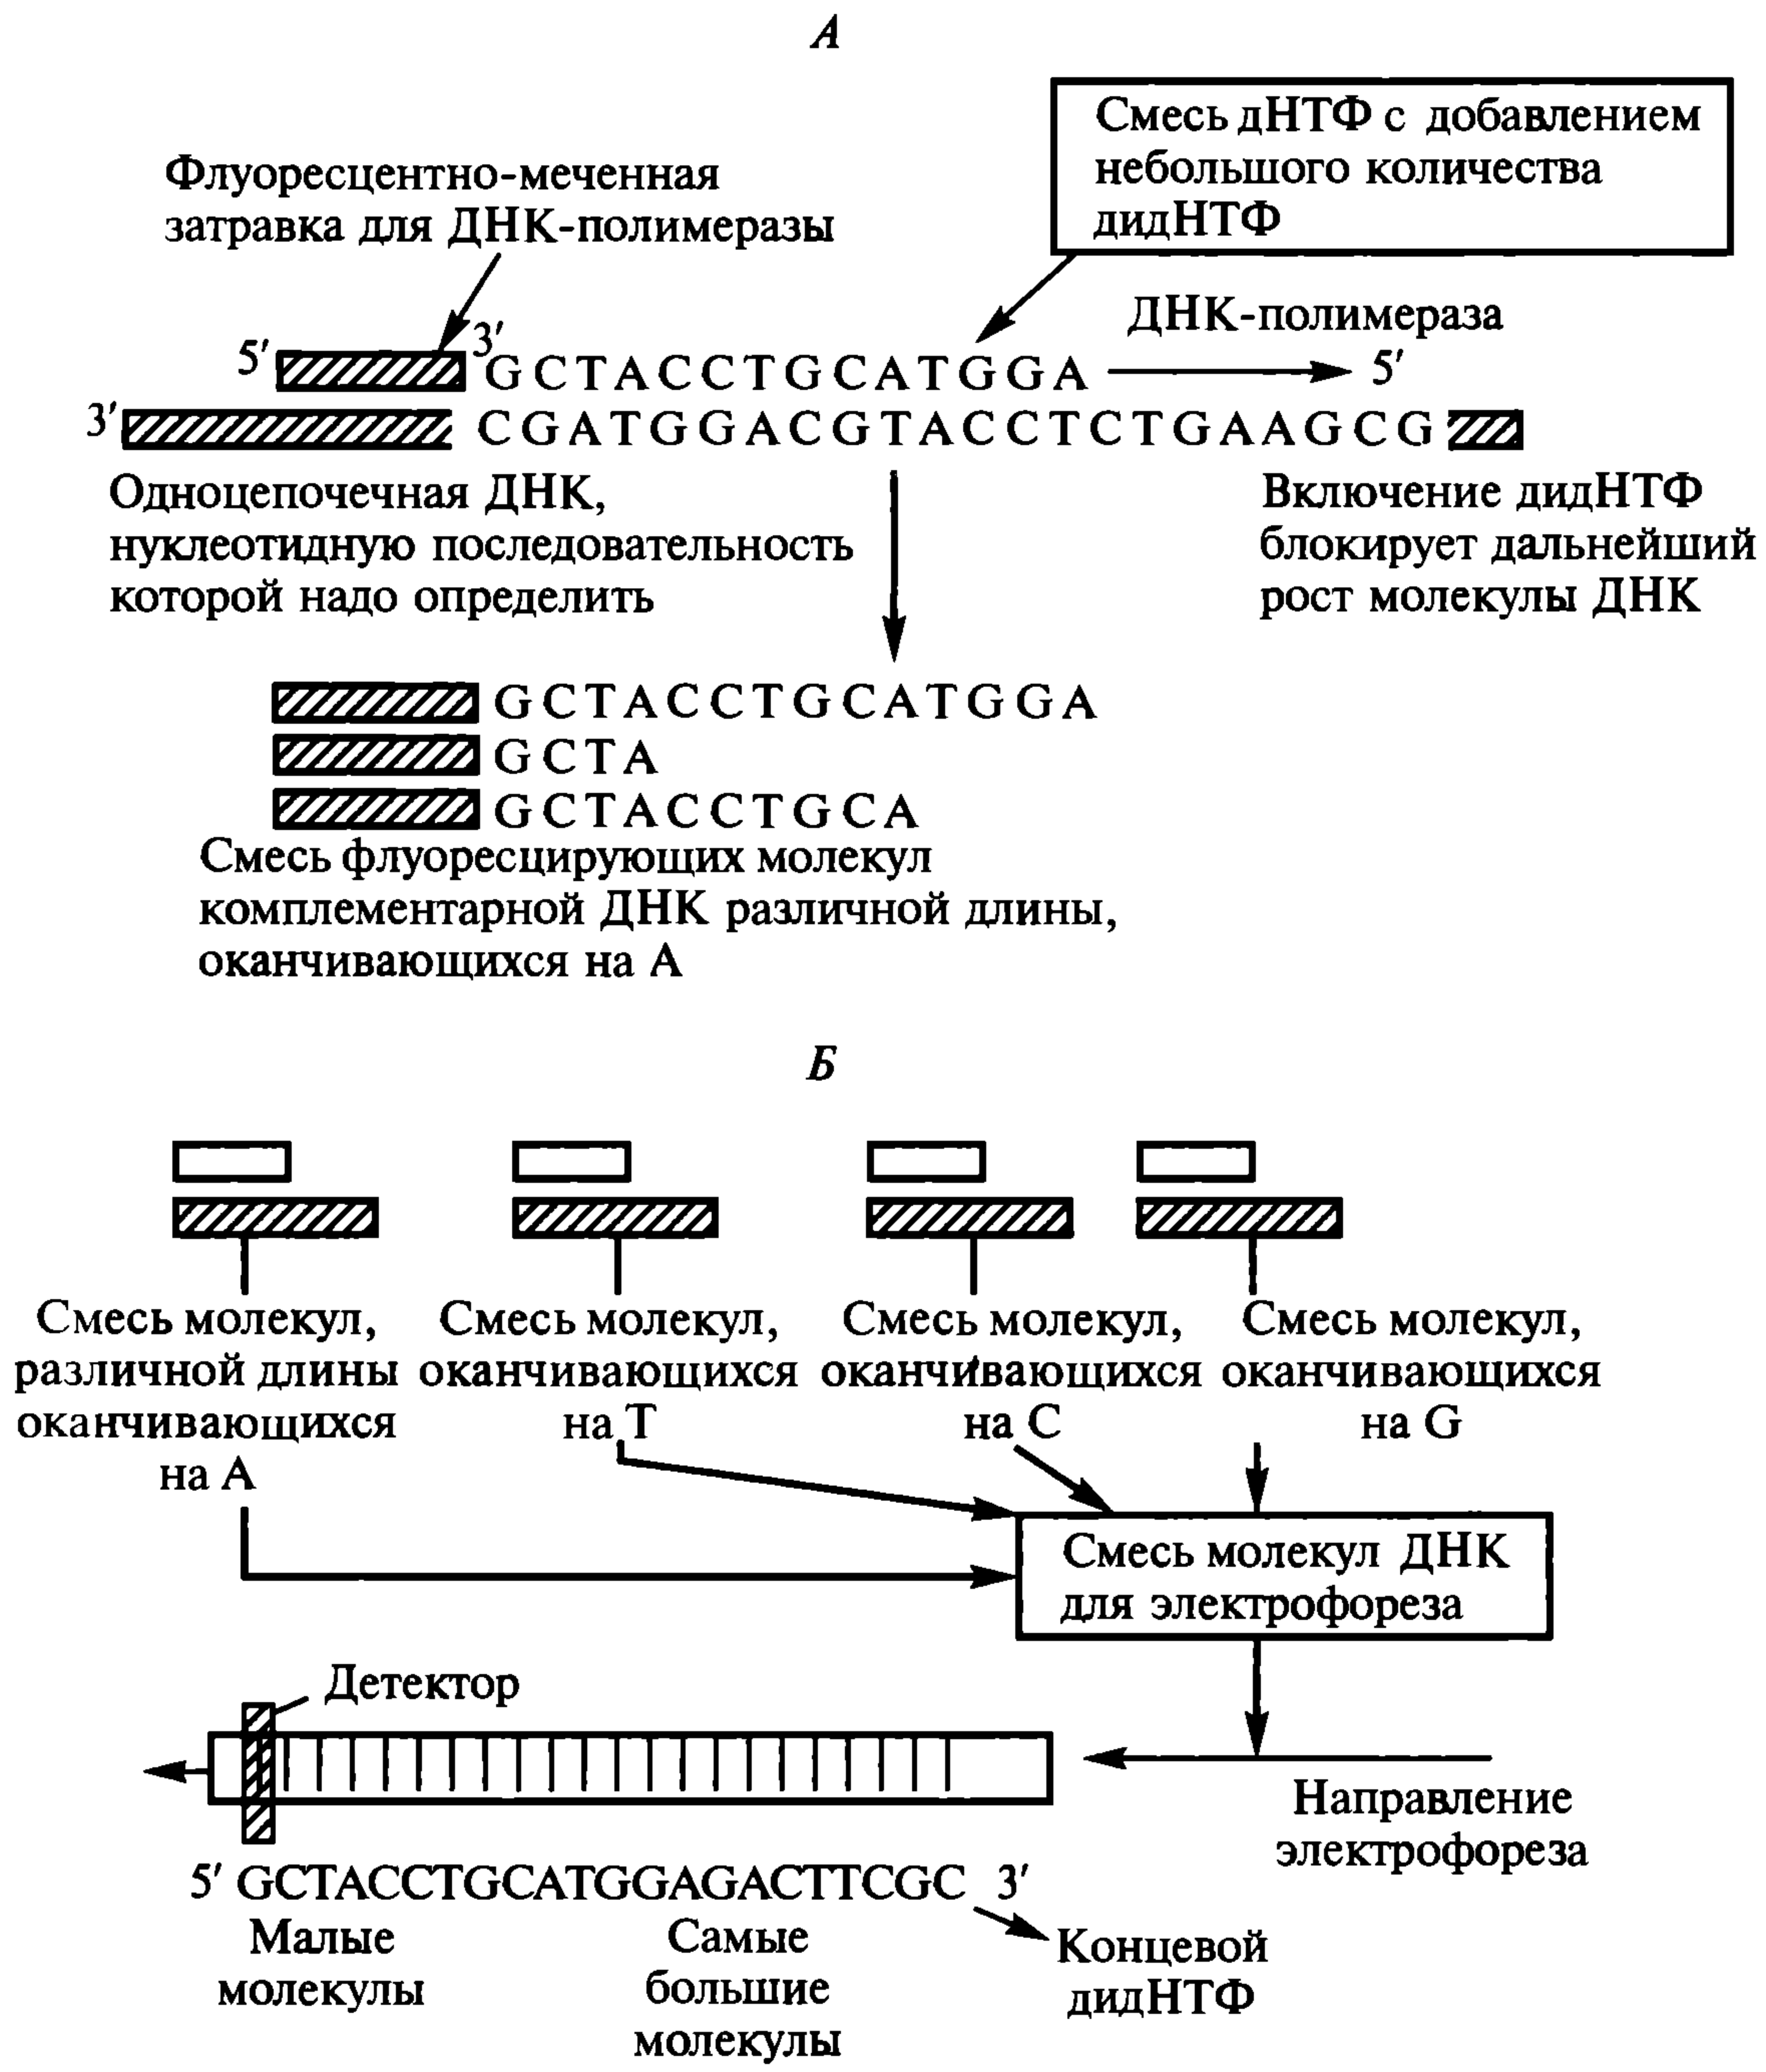 А
Смесь дНТФ с добавлением
небольшого количества
дидНТФ
Флуоресцентно-меченная
затравка для ДНК-полимеразы
ДНК-полимераза
5′ 3′ GCTACCTGCATGGA 5′
3′ CGATGGACGTACCTCTGAAGCG
Одноцепочечная ДНК,
нуклеотидную последовательность
которой надо определить
Включение дидНТФ
блокирует дальнейший
рост молекулы ДНК
GCTACCTGCATGGA
GCTA
GCTACCTGCA
Смесь флуоресцирующих молекул
комплементарной ДНК различной длины,
оканчивающихся на А
Б
Смесь молекул,
различной длины
оканчивающихся
на А
Смесь молекул,
оканчивающихся
на Т
Смесь молекул,
оканчивающихся
на С
Смесь молекул,
оканчивающихся
на G
Смесь молекул ДНК
для электрофореза
Детектор
Направление
электрофореза
5′ GCTACCTGCATGGAGACTTCGC 3′
Малые
молекулы
Самые
большие
молекулы
Концевой
дидНТФ